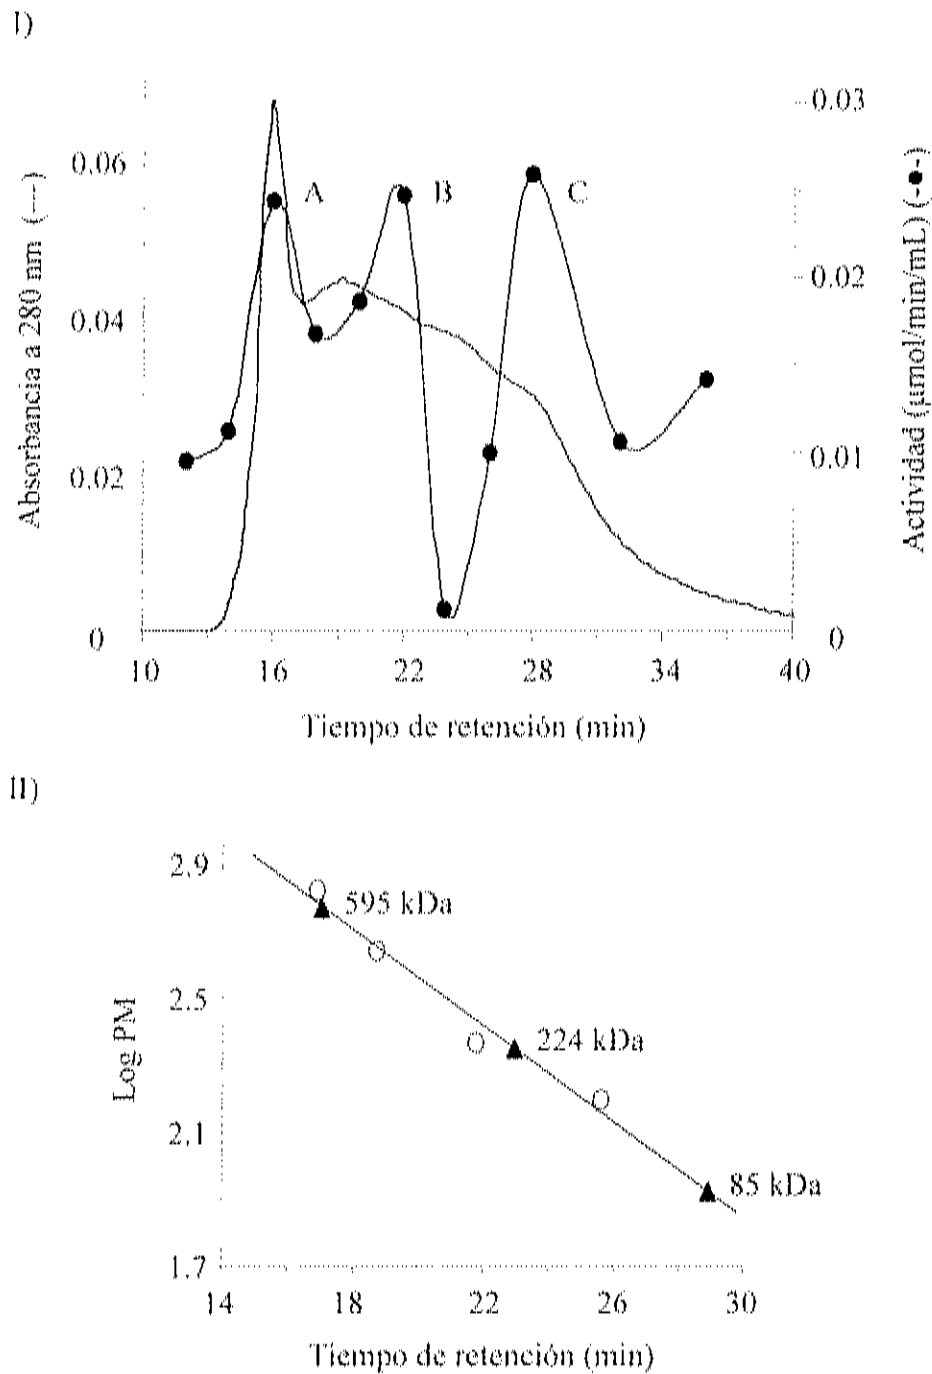 I)
0.06
0.04
0.02
0
Absorbancia a 280 nm (---)
A
B
C
0.03
0.02
0.01
0
Actividad (μmol/min/mL) (-●-)
10 16 22 28 34 40
Tiempo de retención (min)
II)
2.9
2.5
2.1
1.7
Log PM
595 kDa
224 kDa
85 kDa
14 18 22 26 30
Tiempo de retención (min)